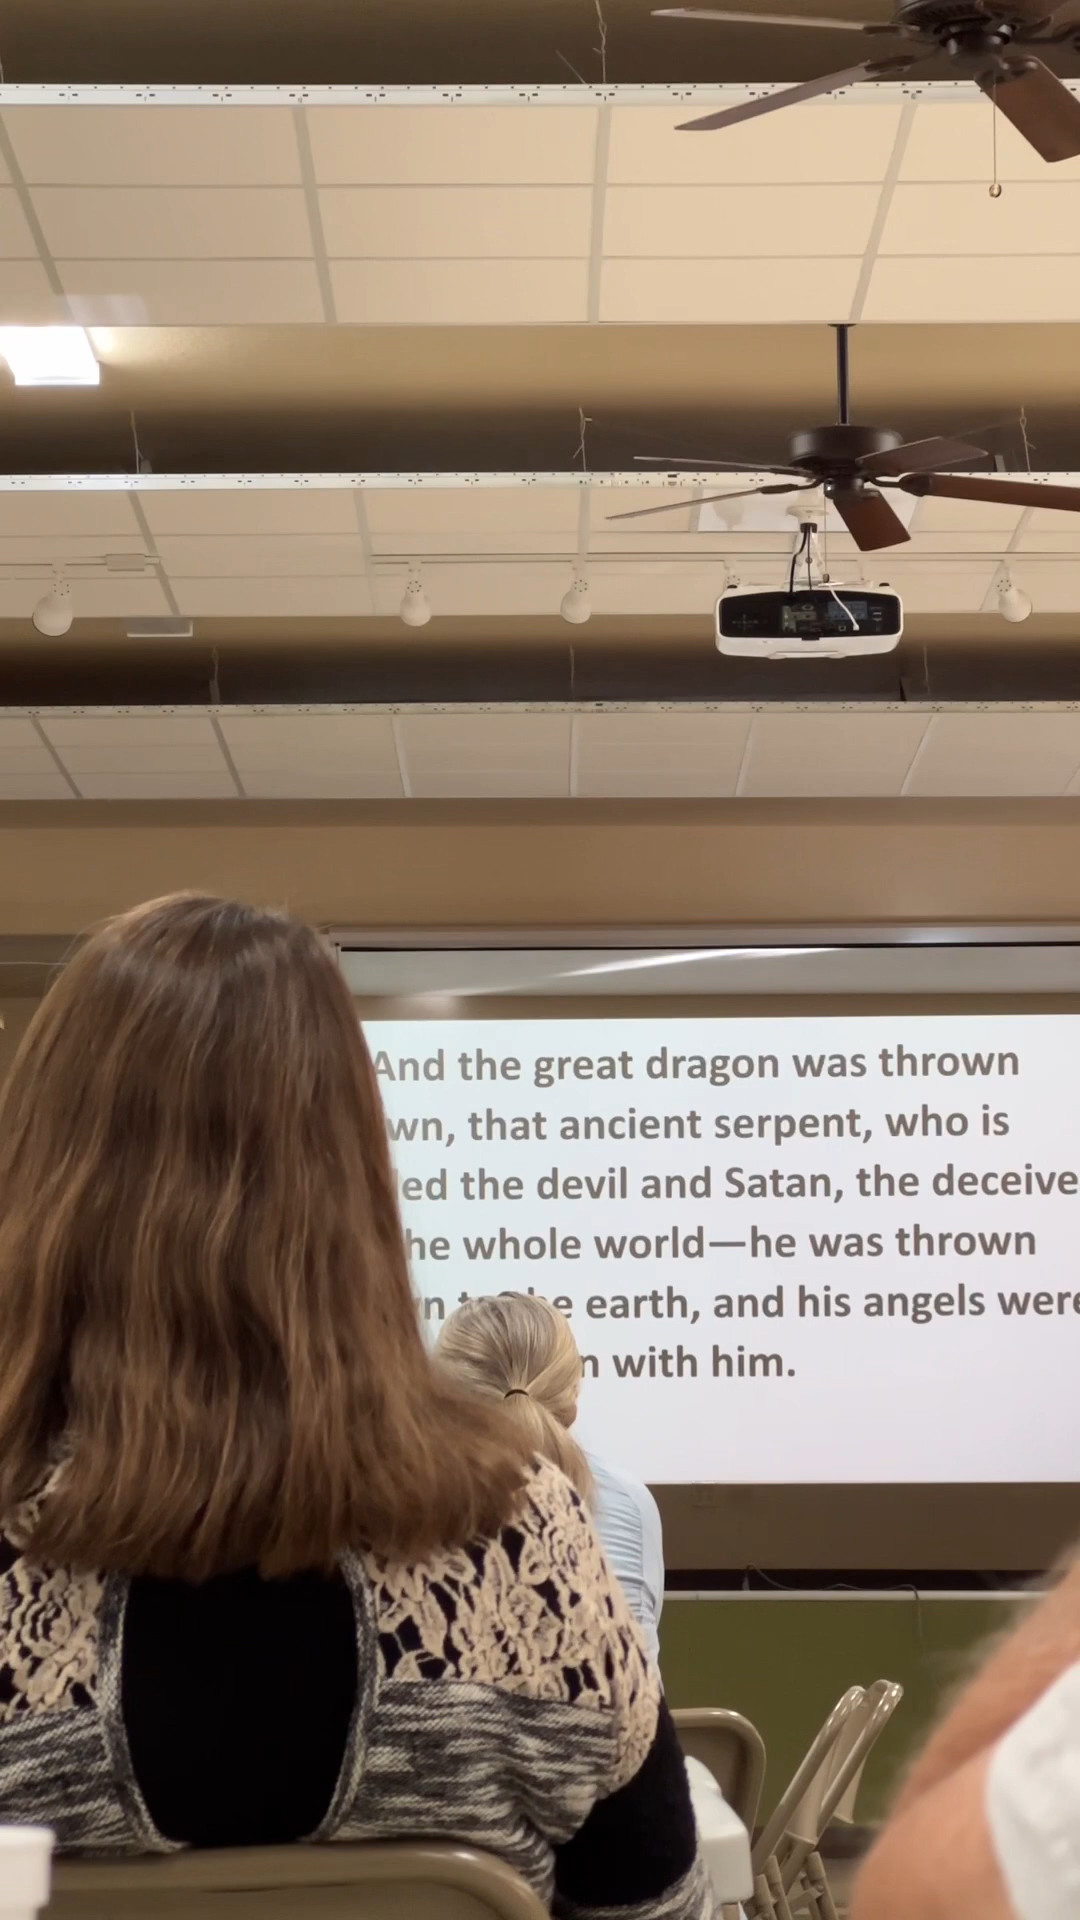 And the great dragon was thrown
wn, that ancient serpent, who is
led the devil and Satan, the deceive
he whole world—he was thrown
earth, and his angels were
with him.